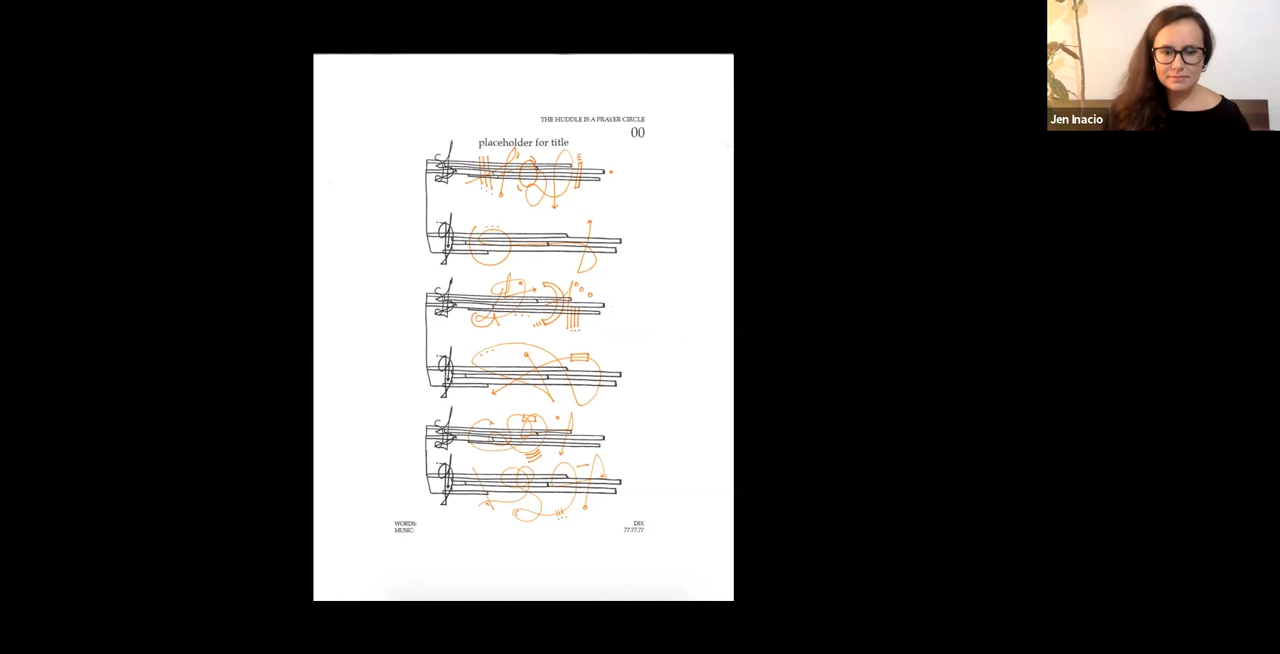 THE HUDDLE IS A PRAYER CIRCLE
00
placeholder for title
WORDS:
MUSIC:
DIX
77.77.77
Jen Inacio